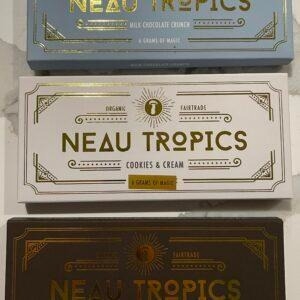 NEAU TROPICS
MILK CHOCOLATE CRUNCH
6 GRAMS OF MAGIC
ORGANIC FAIRTRADE
NEAU TROPICS
COOKIES & CREAM
6 GRAMS OF MAGIC
FAIRTRADE
NEAU TROPICS